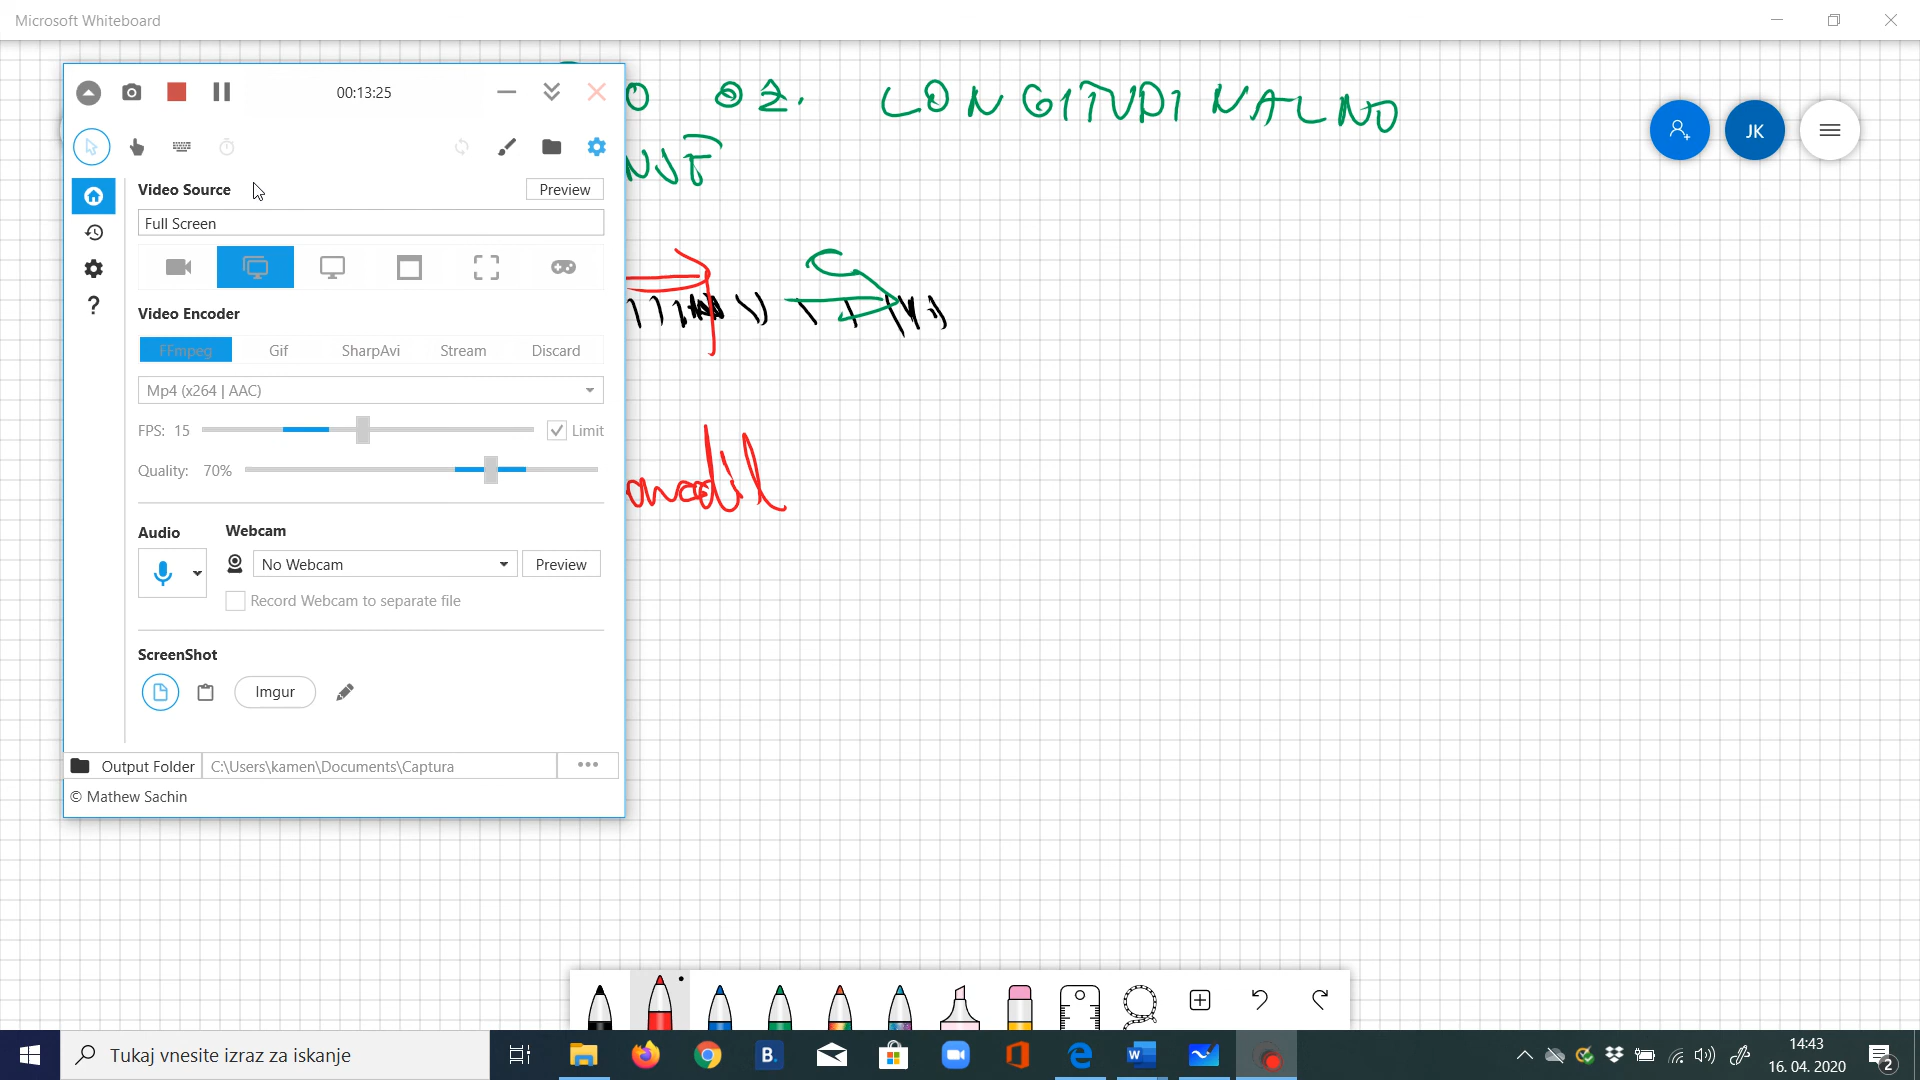 Microsoft Whiteboard
00:13:25
O OZ. LONGITUDINALNO
NJE
JK
Video Source
Preview
Full Screen
Video Encoder
FFmpeg Gif SharpAvi Stream Discard
Mp4 (x264 | AAC)
FPS: 15 Limit
Quality: 70%
Audio
Webcam
No Webcam
Preview
Record Webcam to separate file
ScreenShot
Imgur
Output Folder C:\Users\kamen\Documents\Captura
© Mathew Sachin
Tukaj vnesite izraz za iskanje
B.
14:43
16. 04. 2020
2